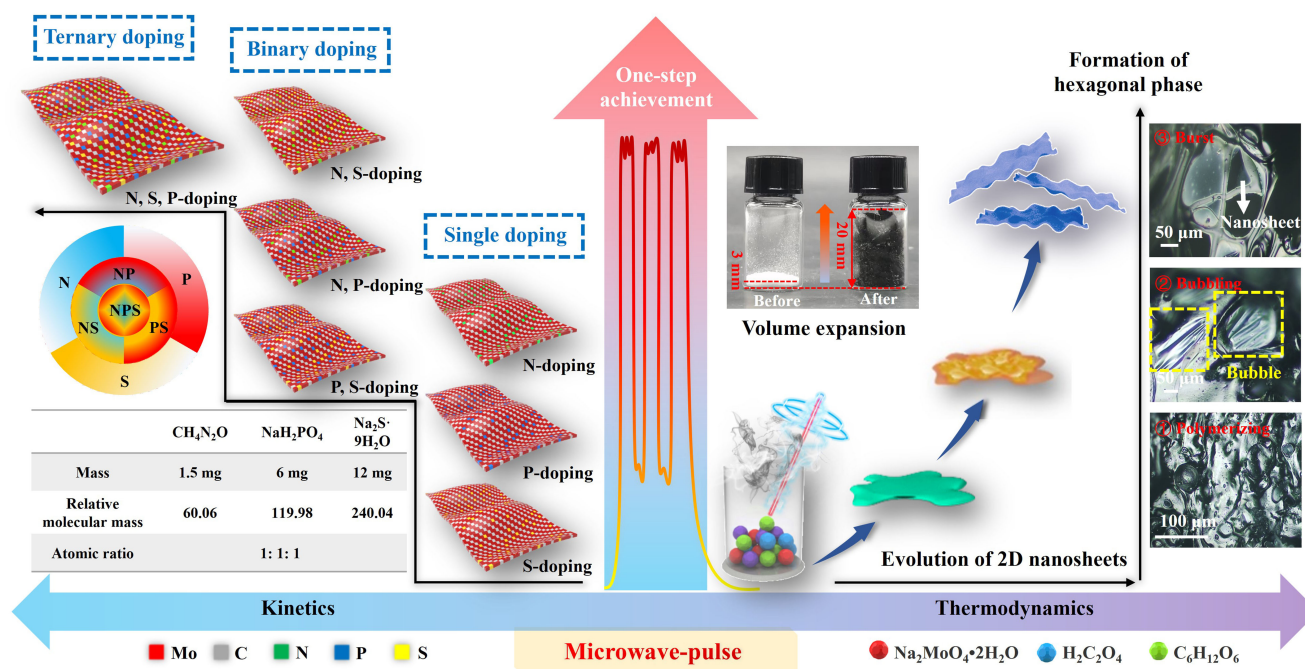 Ternary doping
Binary doping
One-step
achievement
Formation of
hexagonal phase
N, S, P-doping
N, S-doping
N, P-doping
P, S-doping
Single doping
N-doping
P-doping
S-doping
N
P
S
NP
NS
PS
NPS
CH₄N₂O NaH₂PO₄ Na₂S·
9H₂O
Mass 1.5 mg 6 mg 12 mg
Relative
molecular mass 60.06 119.98 240.04
Atomic ratio 1: 1: 1
3 mm
20 mm
Before After
Volume expansion
③ Burst
Nanosheet
50 μm
② Bubbling
50 μm
Bubble
① Polymerizing
100 μm
Evolution of 2D nanosheets
Kinetics
Thermodynamics
Microwave-pulse
Mo C N P S
Na₂MoO₄•2H₂O H₂C₂O₄ C₆H₁₂O₆